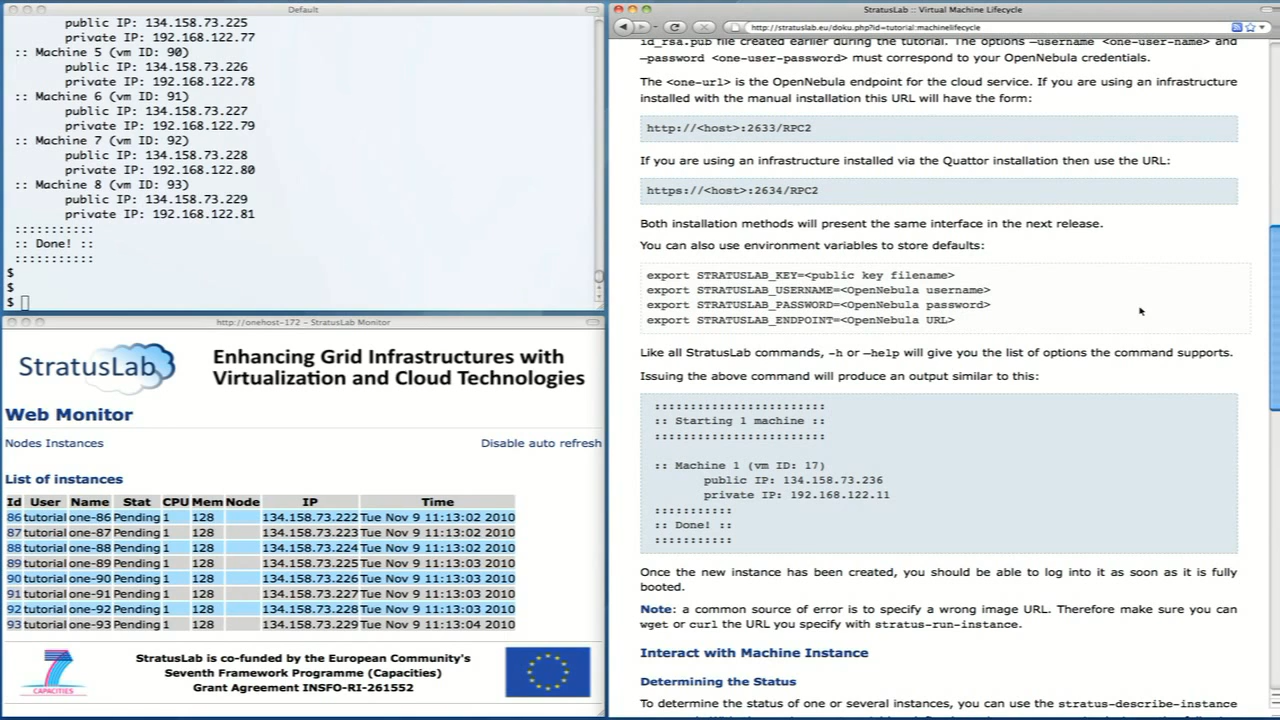 Default
public IP: 134.158.73.225
private IP: 192.168.122.77
:: Machine 5 (vm ID: 90)
public IP: 134.158.73.226
private IP: 192.168.122.78
:: Machine 6 (vm ID: 91)
public IP: 134.158.73.227
private IP: 192.168.122.79
:: Machine 7 (vm ID: 92)
public IP: 134.158.73.228
private IP: 192.168.122.80
:: Machine 8 (vm ID: 93)
public IP: 134.158.73.229
private IP: 192.168.122.81
:::::::::::
:: Done! ::
:::::::::::
$
$
$
http://onehost-172 – StratusLab Monitor
StratusLab
Enhancing Grid Infrastructures with
Virtualization and Cloud Technologies
Web Monitor
Nodes Instances Disable auto refresh
List of instances
Id User Name Stat CPU Mem Node IP Time
86 tutorial one-86 Pending 1 128 134.158.73.222 Tue Nov 9 11:13:02 2010
87 tutorial one-87 Pending 1 128 134.158.73.223 Tue Nov 9 11:13:02 2010
88 tutorial one-88 Pending 1 128 134.158.73.224 Tue Nov 9 11:13:02 2010
89 tutorial one-89 Pending 1 128 134.158.73.225 Tue Nov 9 11:13:03 2010
90 tutorial one-90 Pending 1 128 134.158.73.226 Tue Nov 9 11:13:03 2010
91 tutorial one-91 Pending 1 128 134.158.73.227 Tue Nov 9 11:13:03 2010
92 tutorial one-92 Pending 1 128 134.158.73.228 Tue Nov 9 11:13:03 2010
93 tutorial one-93 Pending 1 128 134.158.73.229 Tue Nov 9 11:13:04 2010
7
CAPACITIES
StratusLab is co-funded by the European Community's
Seventh Framework Programme (Capacities)
Grant Agreement INSFO-RI-261552
StratusLab :: Virtual Machine Lifecycle
http://stratuslab.eu/doku.php?id=tutorial:machinelifecycle
id_rsa.pub file created earlier during the tutorial. The options —username <one-user-name> and
—password <one-user-password> must correspond to your OpenNebula credentials.
The <one-url> is the OpenNebula endpoint for the cloud service. If you are using an infrastructure
installed with the manual installation this URL will have the form:
http://<host>:2633/RPC2
If you are using an infrastructure installed via the Quattor installation then use the URL:
https://<host>:2634/RPC2
Both installation methods will present the same interface in the next release.
You can also use environment variables to store defaults:
export STRATUSLAB_KEY=<public key filename>
export STRATUSLAB_USERNAME=<OpenNebula username>
export STRATUSLAB_PASSWORD=<OpenNebula password>
export STRATUSLAB_ENDPOINT=<OpenNebula URL>
Like all StratusLab commands, -h or —help will give you the list of options the command supports.
Issuing the above command will produce an output similar to this:
::::::::::::::::::::::::
:: Starting 1 machine ::
::::::::::::::::::::::::
:: Machine 1 (vm ID: 17)
public IP: 134.158.73.236
private IP: 192.168.122.11
:::::::::::
:: Done! ::
:::::::::::
Once the new instance has been created, you should be able to log into it as soon as it is fully
booted.
Note: a common source of error is to specify a wrong image URL. Therefore make sure you can
wget or curl the URL you specify with stratus-run-instance.
Interact with Machine Instance
Determining the Status
To determine the status of one or several instances, you can use the stratus-describe-instance